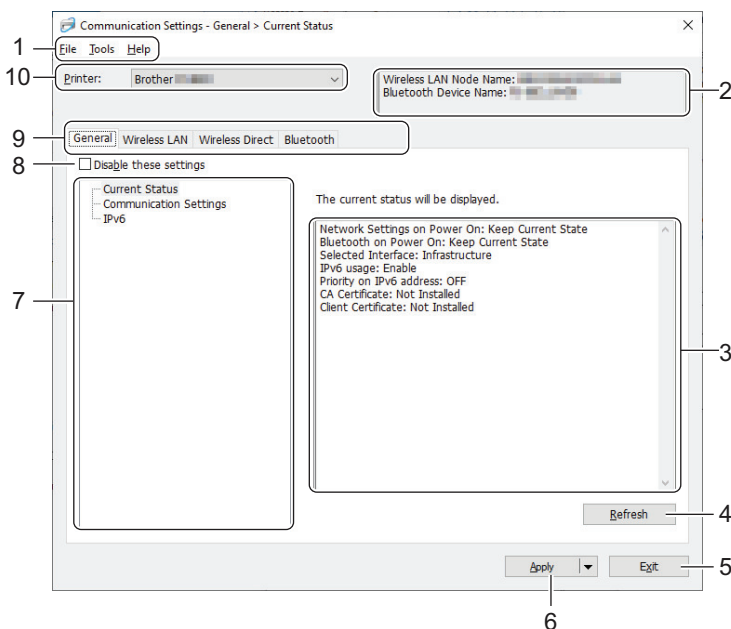 Communication Settings - General > Current Status
1
File Tools Help
10
Printer: Brother
Wireless LAN Node Name:
Bluetooth Device Name:
2
9
General Wireless LAN Wireless Direct Bluetooth
8
Disable these settings
Current Status
Communication Settings
IPv6
7
The current status will be displayed.
Network Settings on Power On: Keep Current State
Bluetooth on Power On: Keep Current State
Selected Interface: Infrastructure
IPv6 usage: Enable
Priority on IPv6 address: OFF
CA Certificate: Not Installed
Client Certificate: Not Installed
3
Refresh
4
Apply
Exit
5
6